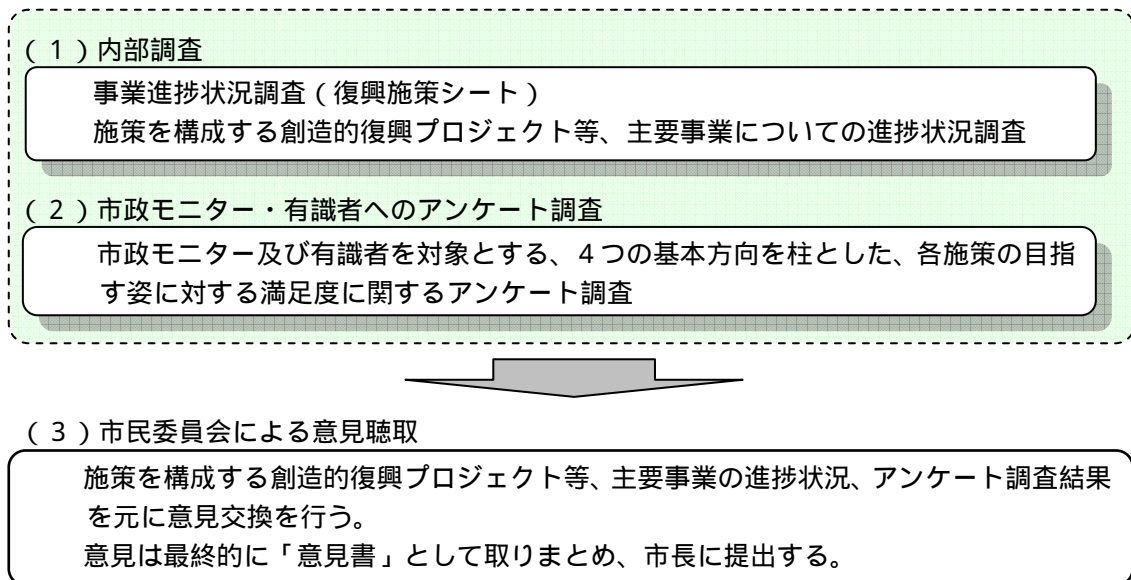 (1)内部調査
事業進捗状況調査(復興施策シート)
施策を構成する創造的復興プロジェクト等、主要事業についての進捗状況調査
(2)市政モニター・有識者へのアンケート調査
市政モニター及び有識者を対象とする、4つの基本方向を柱とした、各施策の目指
す姿に対する満足度に関するアンケート調査
(3)市民委員会による意見聴取
施策を構成する創造的復興プロジェクト等、主要事業の進捗状況、アンケート調査結果
を元に意見交換を行う。
意見は最終的に「意見書」として取りまとめ、市長に提出する。